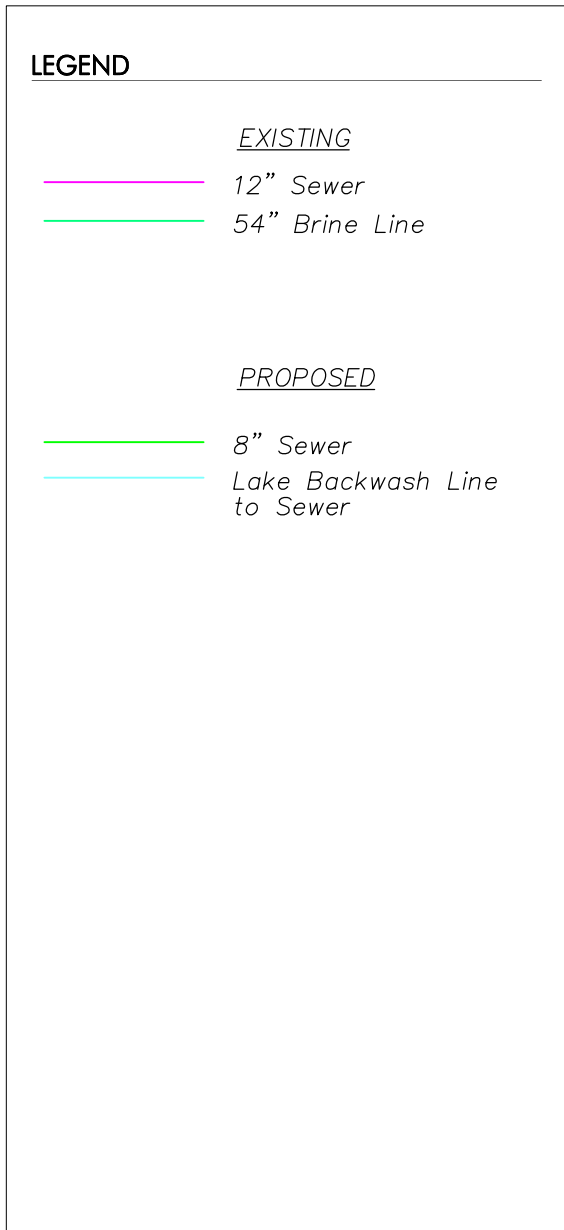 LEGEND
EXISTING
12” Sewer
54” Brine Line
PROPOSED
8” Sewer
Lake Backwash Line
to Sewer